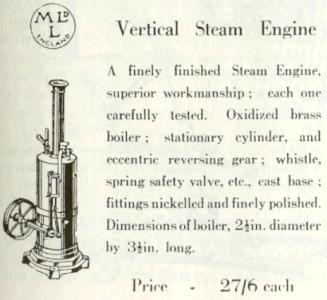 M Lᴅ
L
ENGLAND
Vertical Steam Engine
A finely finished Steam Engine,
superior workmanship ; each one
carefully tested. Oxidized brass
boiler ; stationary cylinder, and
eccentric reversing gear ; whistle,
spring safety valve, etc., cast base ;
fittings nickelled and finely polished.
Dimensions of boiler, 2½in. diameter
by 3½in. long.
Price - 27/6 each